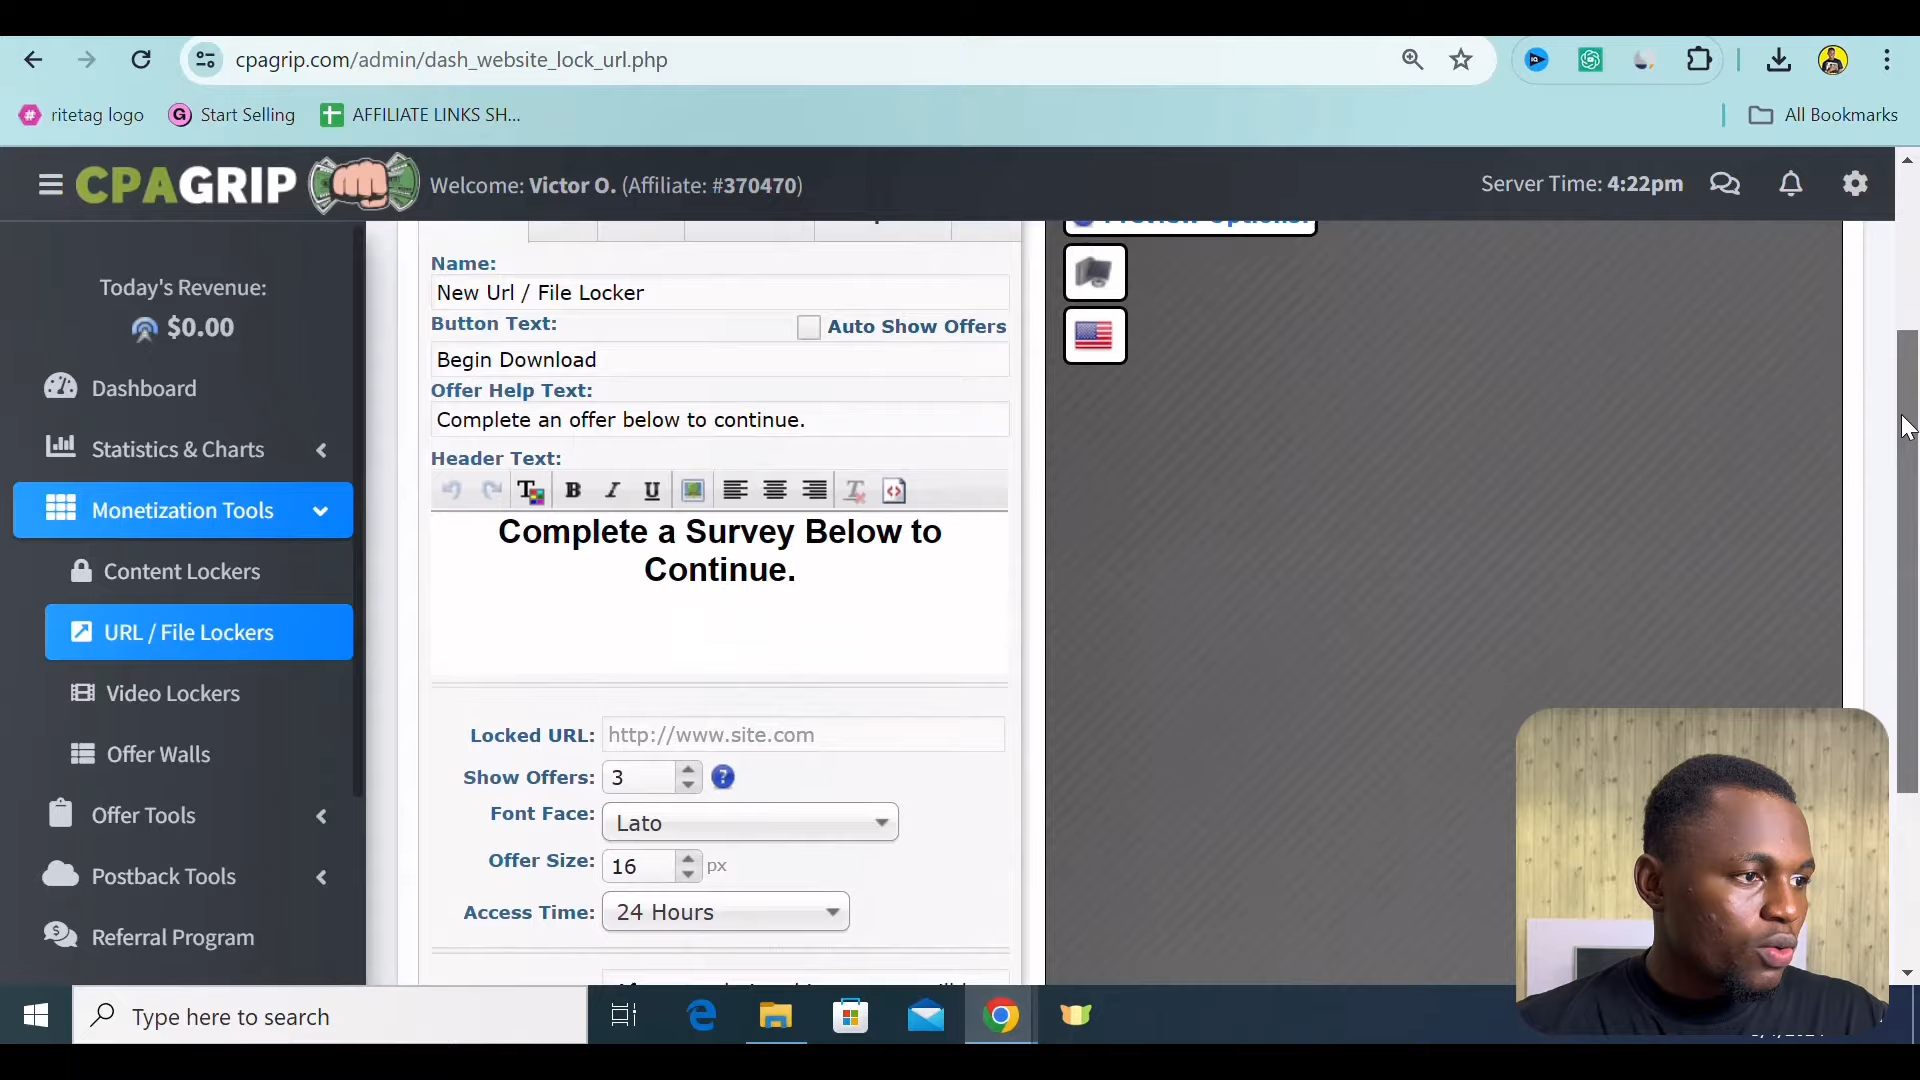 cpagrip.com/admin/dash_website_lock_url.php
ritetag logo
Start Selling
AFFILIATE LINKS SH...
All Bookmarks
CPAGRIP
Welcome: Victor O. (Affiliate: #370470)
Server Time: 4:22pm
Today's Revenue:
$0.00
Dashboard
Statistics & Charts
Monetization Tools
Content Lockers
URL / File Lockers
Video Lockers
Offer Walls
Offer Tools
Postback Tools
Referral Program
Name:
New Url / File Locker
Button Text:
Auto Show Offers
Begin Download
Offer Help Text:
Complete an offer below to continue.
Header Text:
B I U
Complete a Survey Below to
Continue.
Locked URL: http://www.site.com
Show Offers: 3
Font Face: Lato
Offer Size: 16 px
Access Time: 24 Hours
Type here to search